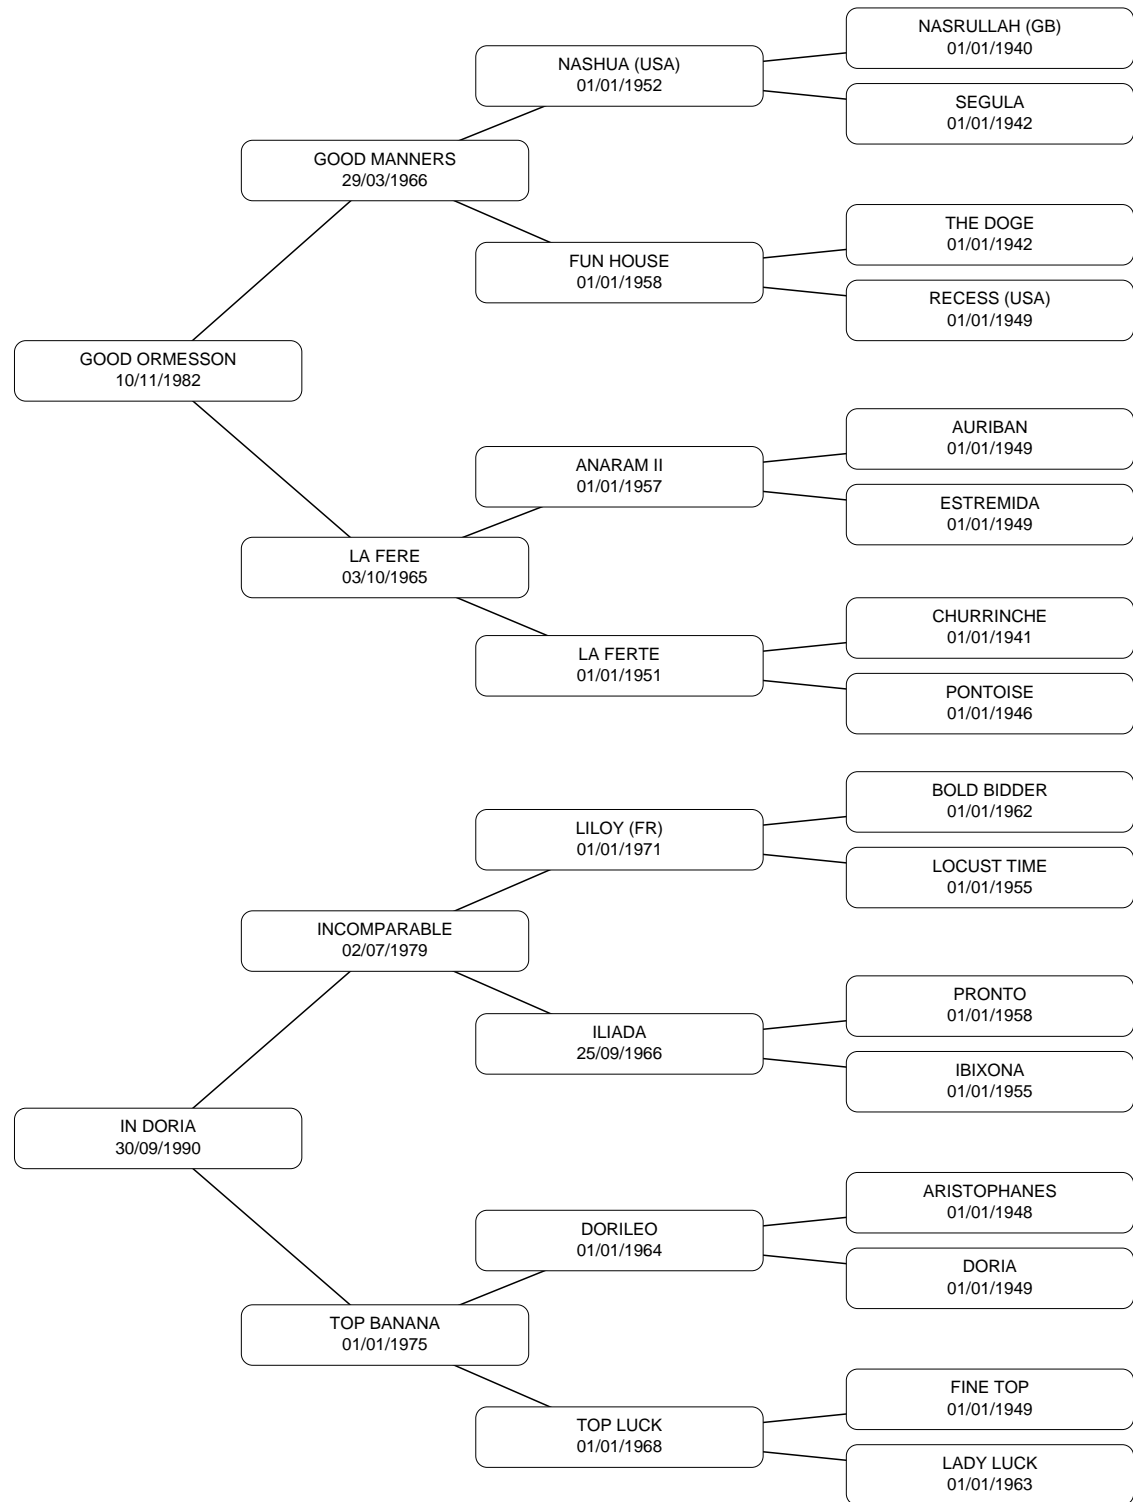 NASRULLAH (GB)
01/01/1940
NASHUA (USA)
01/01/1952
SEGULA
01/01/1942
GOOD MANNERS
29/03/1966
THE DOGE
01/01/1942
FUN HOUSE
01/01/1958
RECESS (USA)
01/01/1949
GOOD ORMESSON
10/11/1982
AURIBAN
01/01/1949
ANARAM II
01/01/1957
ESTREMIDA
01/01/1949
LA FERE
03/10/1965
CHURRINCHE
01/01/1941
LA FERTE
01/01/1951
PONTOISE
01/01/1946
BOLD BIDDER
01/01/1962
LILOY (FR)
01/01/1971
LOCUST TIME
01/01/1955
INCOMPARABLE
02/07/1979
PRONTO
01/01/1958
ILIADA
25/09/1966
IBIXONA
01/01/1955
IN DORIA
30/09/1990
ARISTOPHANES
01/01/1948
DORILEO
01/01/1964
DORIA
01/01/1949
TOP BANANA
01/01/1975
FINE TOP
01/01/1949
TOP LUCK
01/01/1968
LADY LUCK
01/01/1963